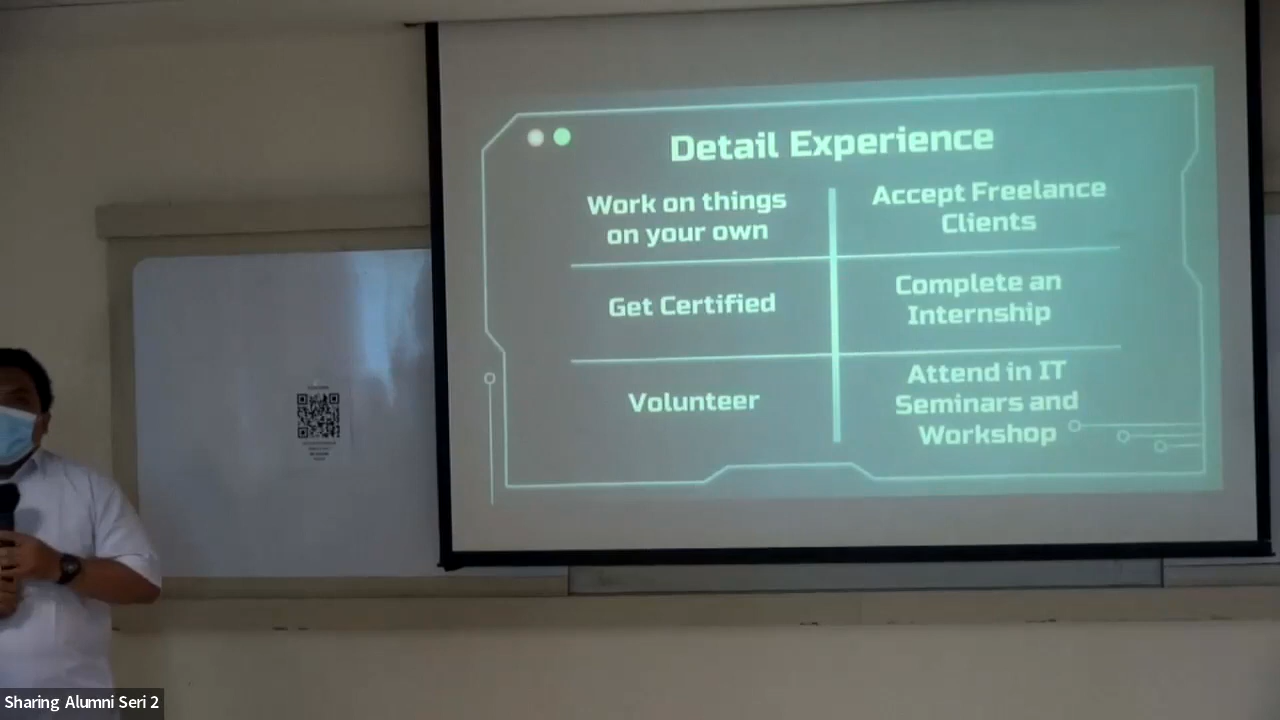 Detail Experience
Work on things
on your own
Accept Freelance
Clients
Get Certified
Complete an
Internship
Volunteer
Attend in IT
Seminars and
Workshop
Sharing Alumni Seri 2